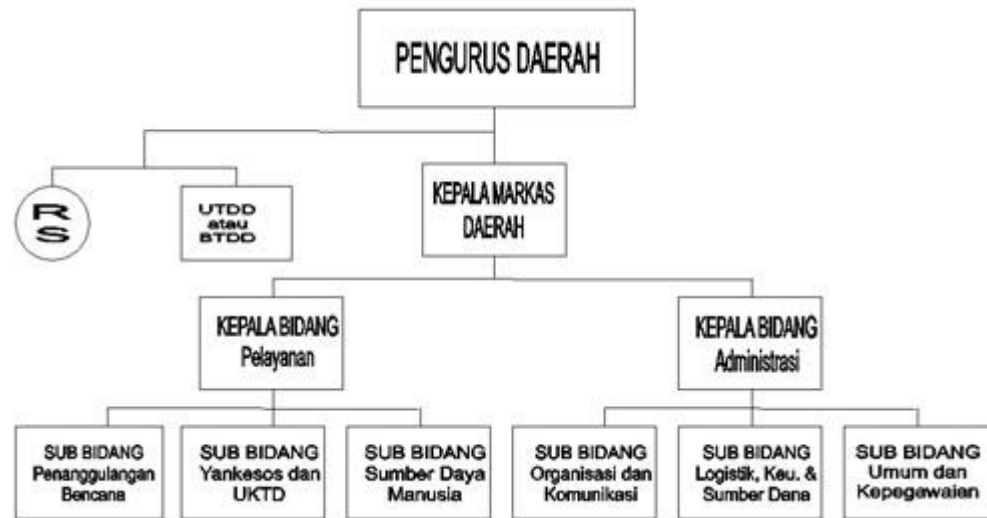 PENGURUS DAERAH
R
S
UTDD
atau
BTDD
KEPALA MARKAS
DAERAH
KEPALA BIDANG
Pelayanan
KEPALA BIDANG
Administrasi
SUB BIDANG
Penanggulangan
Bencana
SUB BIDANG
Yankesos dan
UKTD
SUB BIDANG
Sumber Daya
Manusia
SUB BIDANG
Organisasi dan
Komunikasi
SUB BIDANG
Logistik, Keu. &
Sumber Dana
SUB BIDANG
Umum dan
Kepegawaian